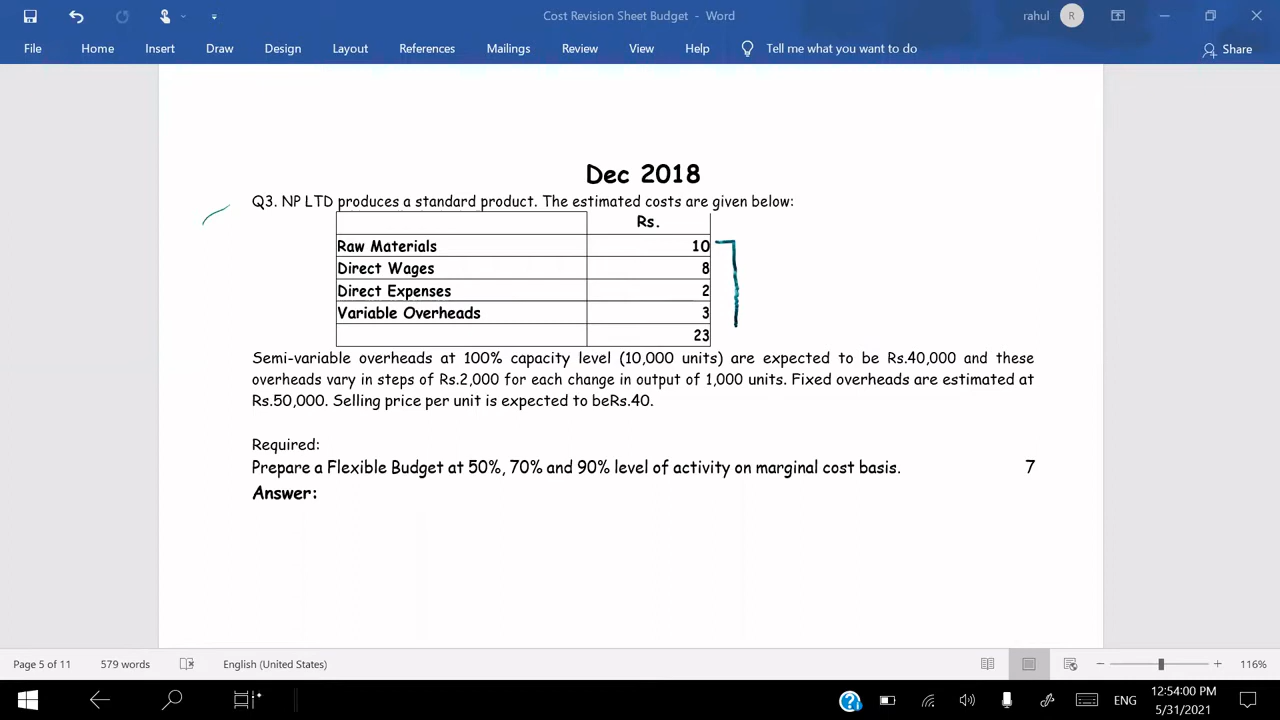 Cost Revision Sheet Budget - Word
rahul R
File Home Insert Draw Design Layout References Mailings Review View Help Tell me what you want to do Share
Dec 2018
Q3. NP LTD produces a standard product. The estimated costs are given below:
Rs.
Raw Materials 10
Direct Wages 8
Direct Expenses 2
Variable Overheads 3
23
Semi-variable overheads at 100% capacity level (10,000 units) are expected to be Rs.40,000 and these
overheads vary in steps of Rs.2,000 for each change in output of 1,000 units. Fixed overheads are estimated at
Rs.50,000. Selling price per unit is expected to beRs.40.
Required:
Prepare a Flexible Budget at 50%, 70% and 90% level of activity on marginal cost basis. 7
Answer:
Page 5 of 11 579 words English (United States) 116%
ENG 12:54:00 PM
5/31/2021